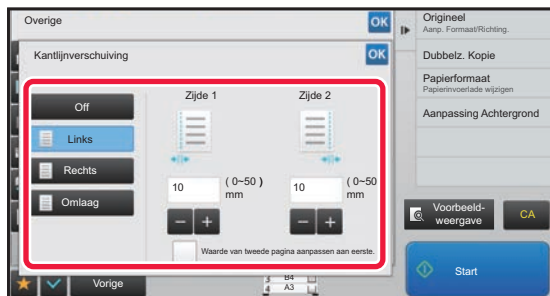 Overige
OK
Kantlijnverschuiving
OK
Off
Links
Rechts
Omlaag
Zijde 1
Zijde 2
10
( 0~50 )
mm
10
( 0~50
mm
Waarde van tweede pagina aanpassen aan eerste.
Vorige
3 B4
4 A3
Origineel
Aanp. Formaat/Richting.
Dubbelz. Kopie
Papierformaat
Papierinvoerlade wijzigen
Aanpassing Achtergrond
Voorbeeld-
weergave
CA
Start